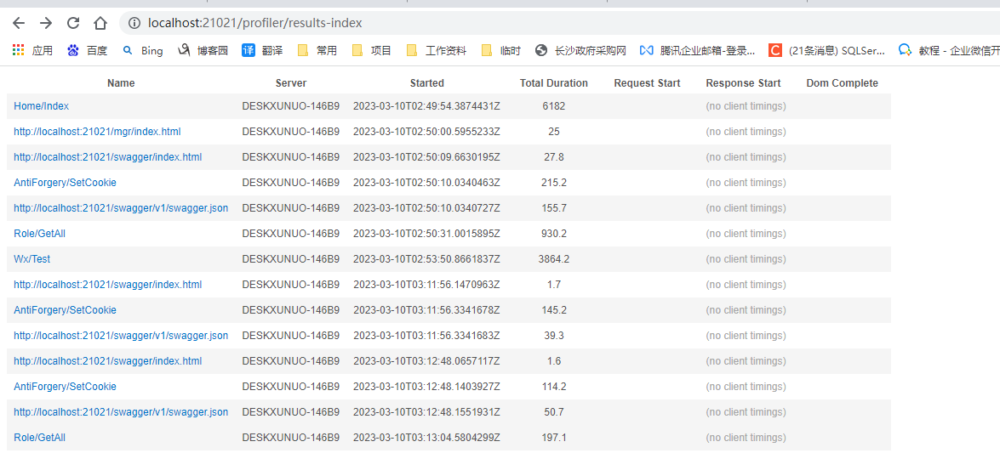 localhost:21021/profiler/results-index
应用 百度 Bing 博客园 译 翻译 常用 项目 工作资料 临时 长沙政府采购网 腾讯企业邮箱-登录... C (21条消息) SQLSer... 教程 - 企业微信开
Name Server Started Total Duration Request Start Response Start Dom Complete
Home/Index DESKXUNUO-146B9 2023-03-10T02:49:54.3874431Z 6182 (no client timings)
http://localhost:21021/mgr/index.html DESKXUNUO-146B9 2023-03-10T02:50:00.5955233Z 25 (no client timings)
http://localhost:21021/swagger/index.html DESKXUNUO-146B9 2023-03-10T02:50:09.6630195Z 27.8 (no client timings)
AntiForgery/SetCookie DESKXUNUO-146B9 2023-03-10T02:50:10.0340463Z 215.2 (no client timings)
http://localhost:21021/swagger/v1/swagger.json DESKXUNUO-146B9 2023-03-10T02:50:10.0340727Z 155.7 (no client timings)
Role/GetAll DESKXUNUO-146B9 2023-03-10T02:50:31.0015895Z 930.2 (no client timings)
Wx/Test DESKXUNUO-146B9 2023-03-10T02:53:50.8661837Z 3864.2 (no client timings)
http://localhost:21021/swagger/index.html DESKXUNUO-146B9 2023-03-10T03:11:56.1470963Z 1.7 (no client timings)
AntiForgery/SetCookie DESKXUNUO-146B9 2023-03-10T03:11:56.3341678Z 145.2 (no client timings)
http://localhost:21021/swagger/v1/swagger.json DESKXUNUO-146B9 2023-03-10T03:11:56.3341683Z 39.3 (no client timings)
http://localhost:21021/swagger/index.html DESKXUNUO-146B9 2023-03-10T03:12:48.0657117Z 1.6 (no client timings)
AntiForgery/SetCookie DESKXUNUO-146B9 2023-03-10T03:12:48.1403927Z 114.2 (no client timings)
http://localhost:21021/swagger/v1/swagger.json DESKXUNUO-146B9 2023-03-10T03:12:48.1551931Z 50.7 (no client timings)
Role/GetAll DESKXUNUO-146B9 2023-03-10T03:13:04.5804299Z 197.1 (no client timings)